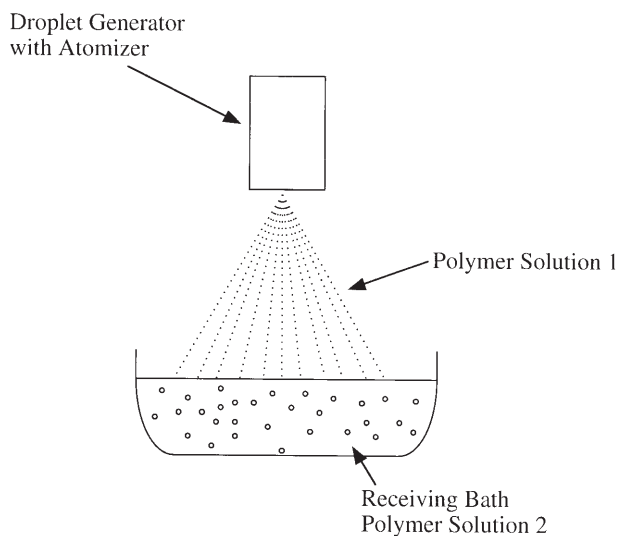 Droplet Generator
with Atomizer
Polymer Solution 1
Receiving Bath
Polymer Solution 2